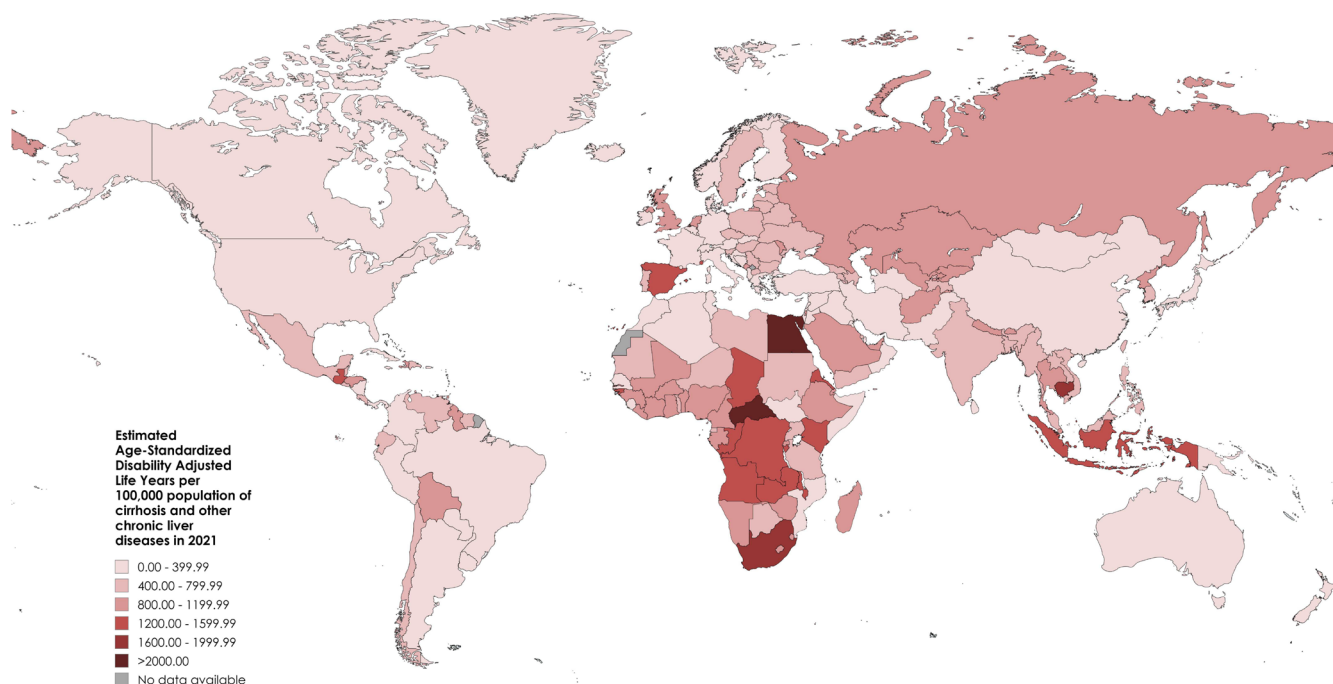 Estimated
Age-Standardized
Disability Adjusted
Life Years per
100,000 population of
cirrhosis and other
chronic liver
diseases in 2021
0.00 - 399.99
400.00 - 799.99
800.00 - 1199.99
1200.00 - 1599.99
1600.00 - 1999.99
>2000.00
No data available